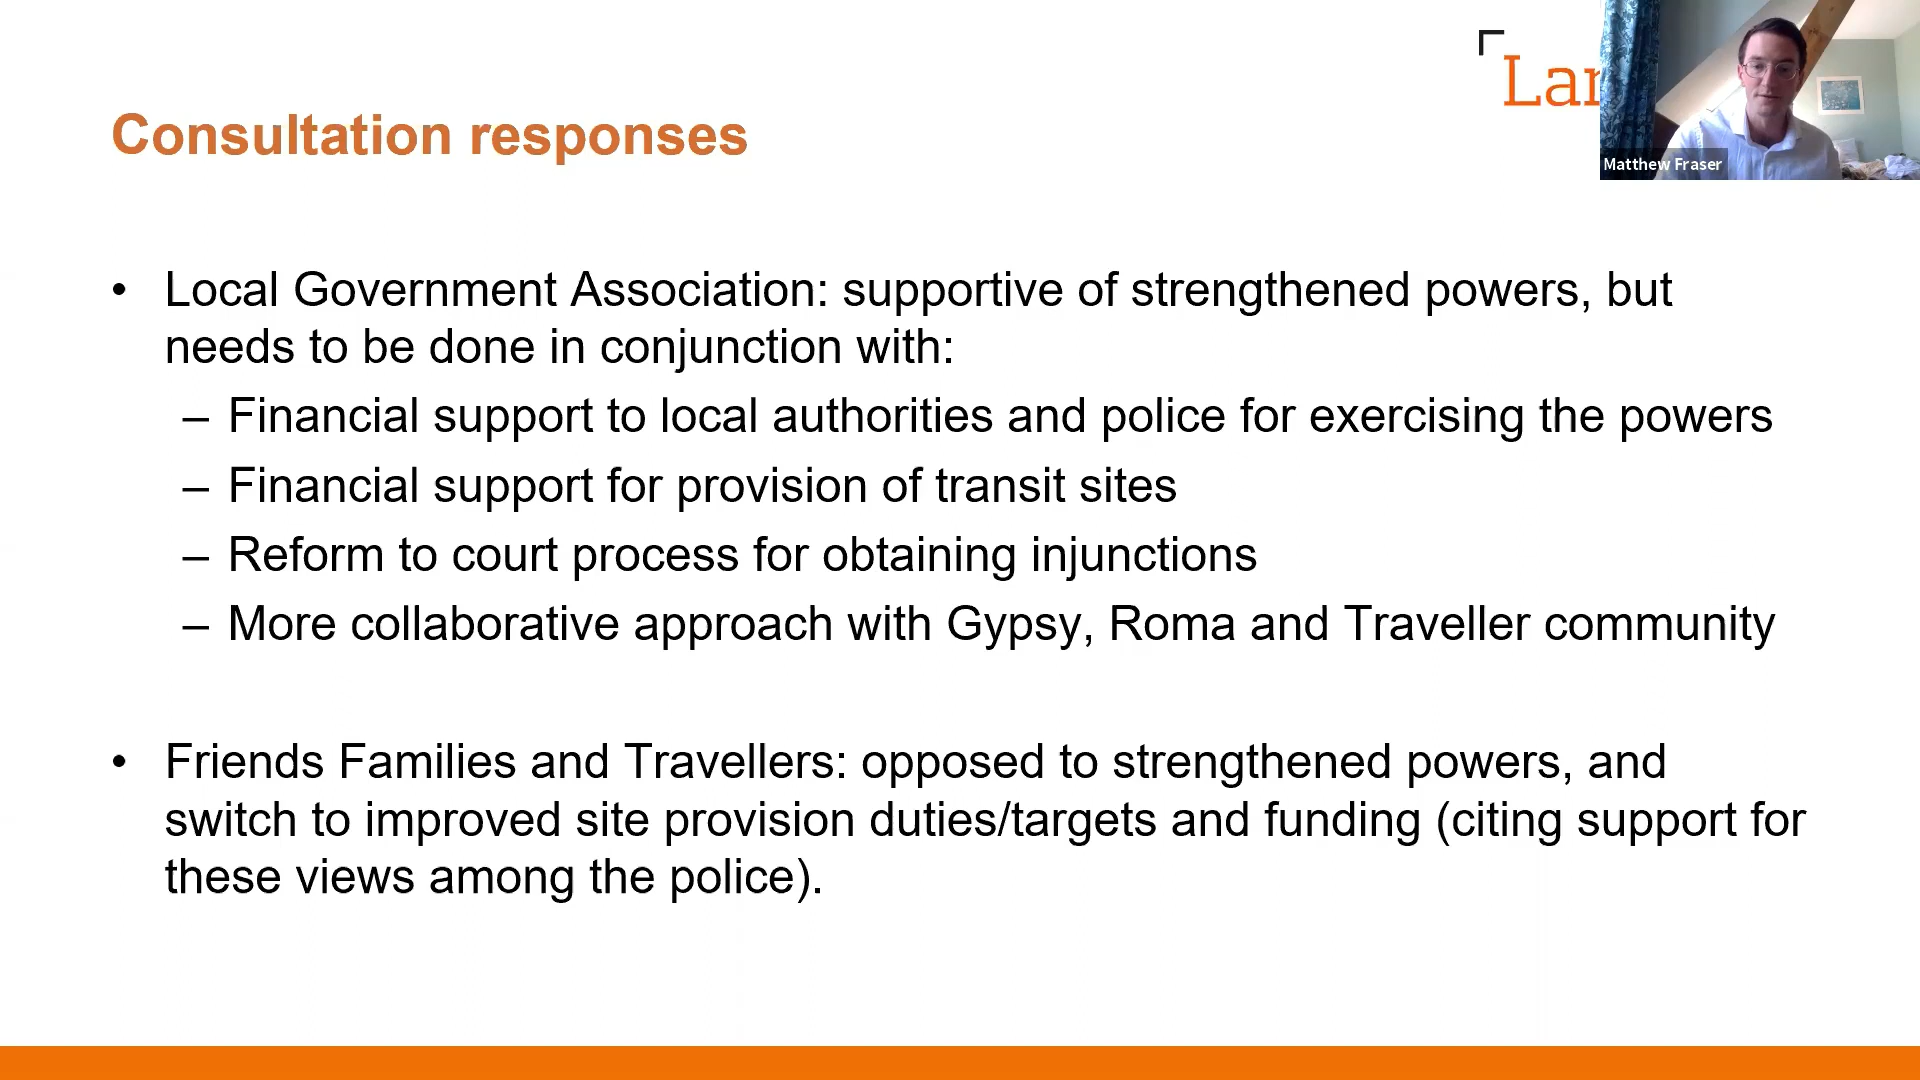 Lan
Matthew Fraser
Consultation responses
• Local Government Association: supportive of strengthened powers, but
needs to be done in conjunction with:
– Financial support to local authorities and police for exercising the powers
– Financial support for provision of transit sites
– Reform to court process for obtaining injunctions
– More collaborative approach with Gypsy, Roma and Traveller community
• Friends Families and Travellers: opposed to strengthened powers, and
switch to improved site provision duties/targets and funding (citing support for
these views among the police).